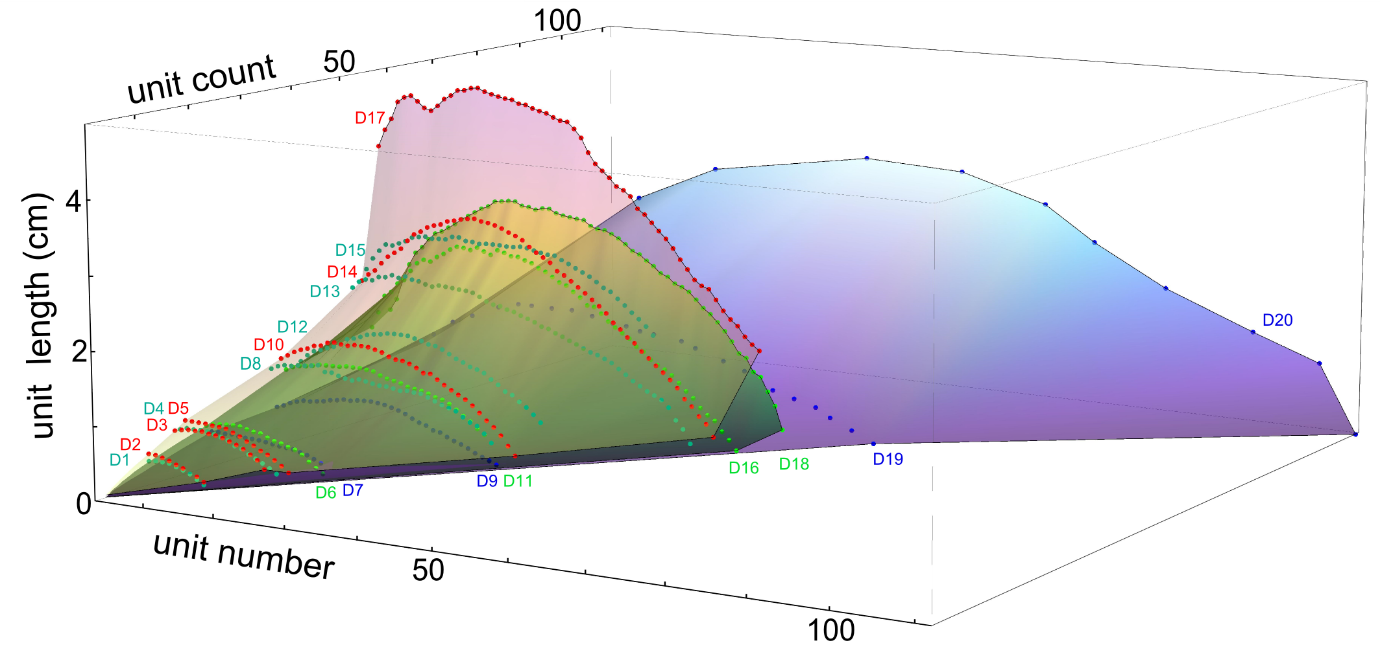 100
unit count
50
D17
4
unit length (cm)
D15
D14
D13
D12
D10
D8
2
D20
D4 D5
D3
D2
D1
D19
D16
D18
D6 D7
D9 D11
0
unit number
50
100